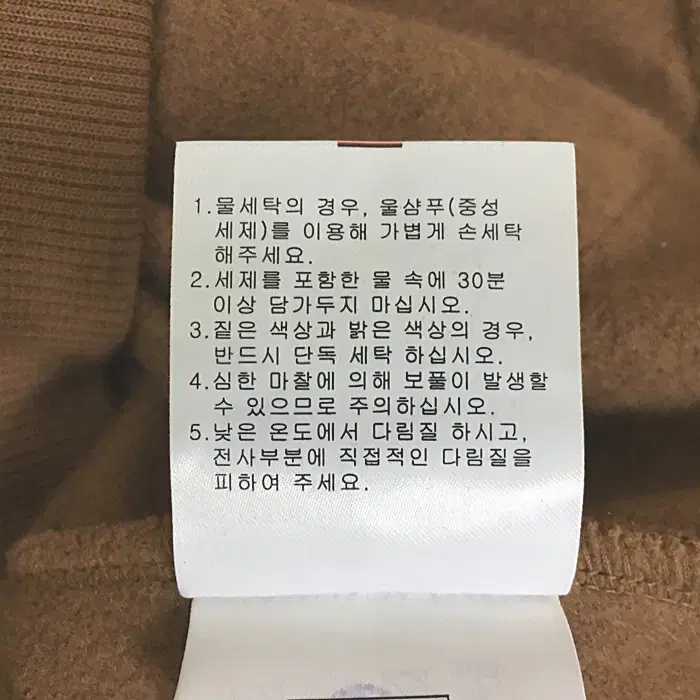 1.물세탁의 경우, 울샴푸(중성
세제)를 이용해 가볍게 손세탁
해주세요.
2.세제를 포함한 물 속에 30분
이상 담가두지 마십시오.
3.짙은 색상과 밝은 색상의 경우,
반드시 단독 세탁 하십시오.
4.심한 마찰에 의해 보풀이 발생할
수 있으므로 주의하십시오.
5.낮은 온도에서 다림질 하시고,
전사부분에 직접적인 다림질을
피하여 주세요.